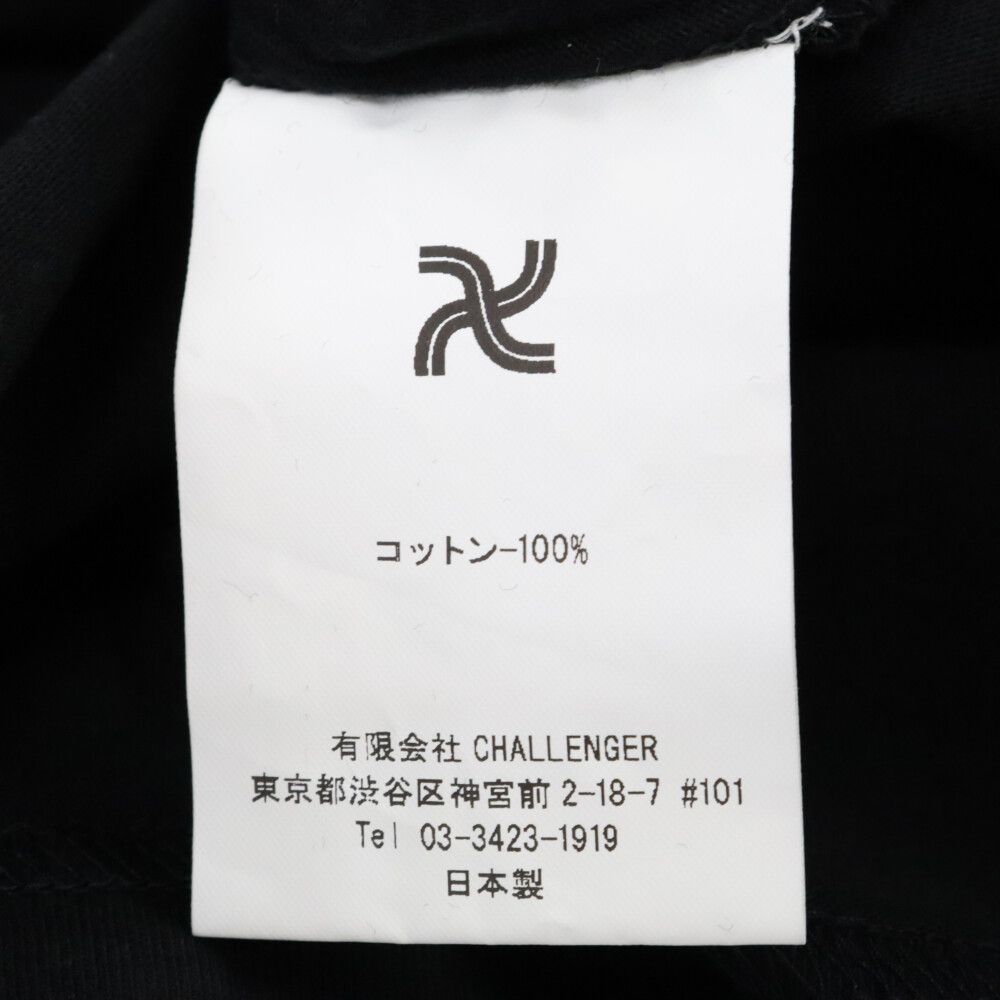 コットン-100%
有限会社 CHALLENGER
東京都渋谷区神宮前 2-18-7 #101
Tel 03-3423-1919
日本製